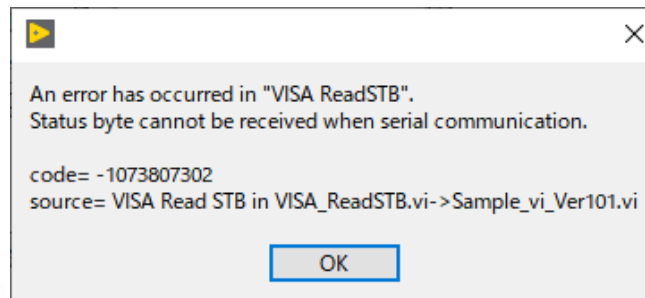 An error has occurred in "VISA ReadSTB".
Status byte cannot be received when serial communication.
code= -1073807302
source= VISA Read STB in VISA_ReadSTB.vi->Sample_vi_Ver101.vi
OK